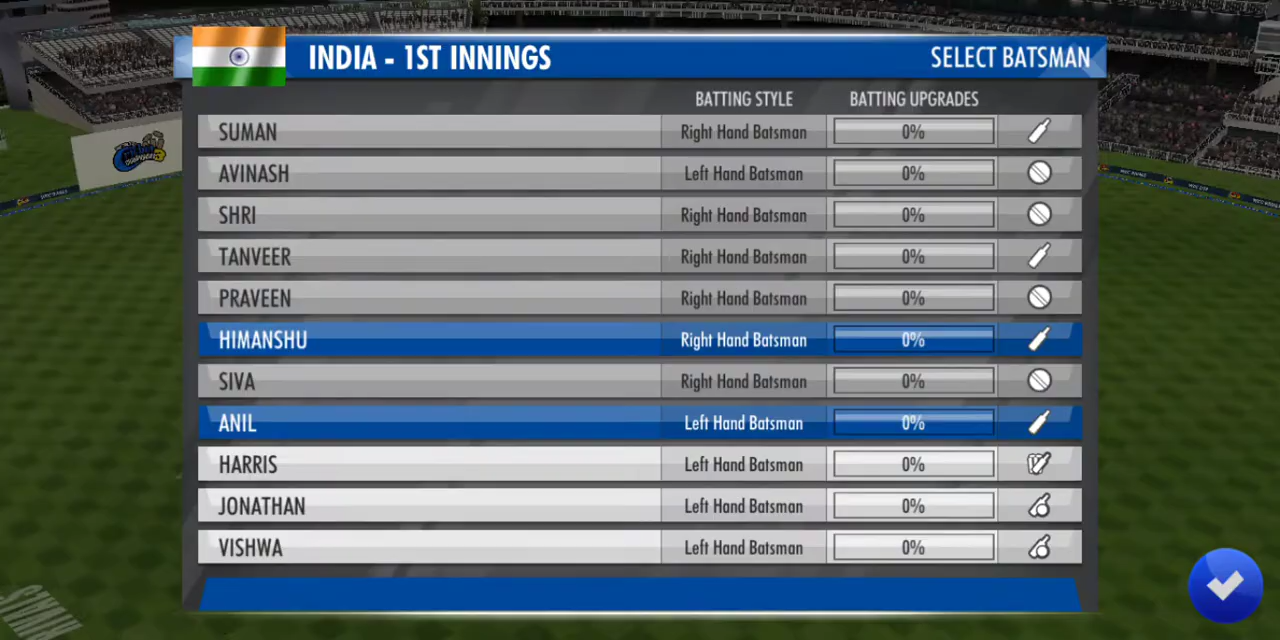 INDIA - 1ST INNINGS SELECT BATSMAN
BATTING STYLE BATTING UPGRADES
SUMAN Right Hand Batsman 0%
AVINASH Left Hand Batsman 0%
SHRI Right Hand Batsman 0%
TANVEER Right Hand Batsman 0%
PRAVEEN Right Hand Batsman 0%
HIMANSHU Right Hand Batsman 0%
SIVA Right Hand Batsman 0%
ANIL Left Hand Batsman 0%
HARRIS Left Hand Batsman 0%
JONATHAN Left Hand Batsman 0%
VISHWA Left Hand Batsman 0%